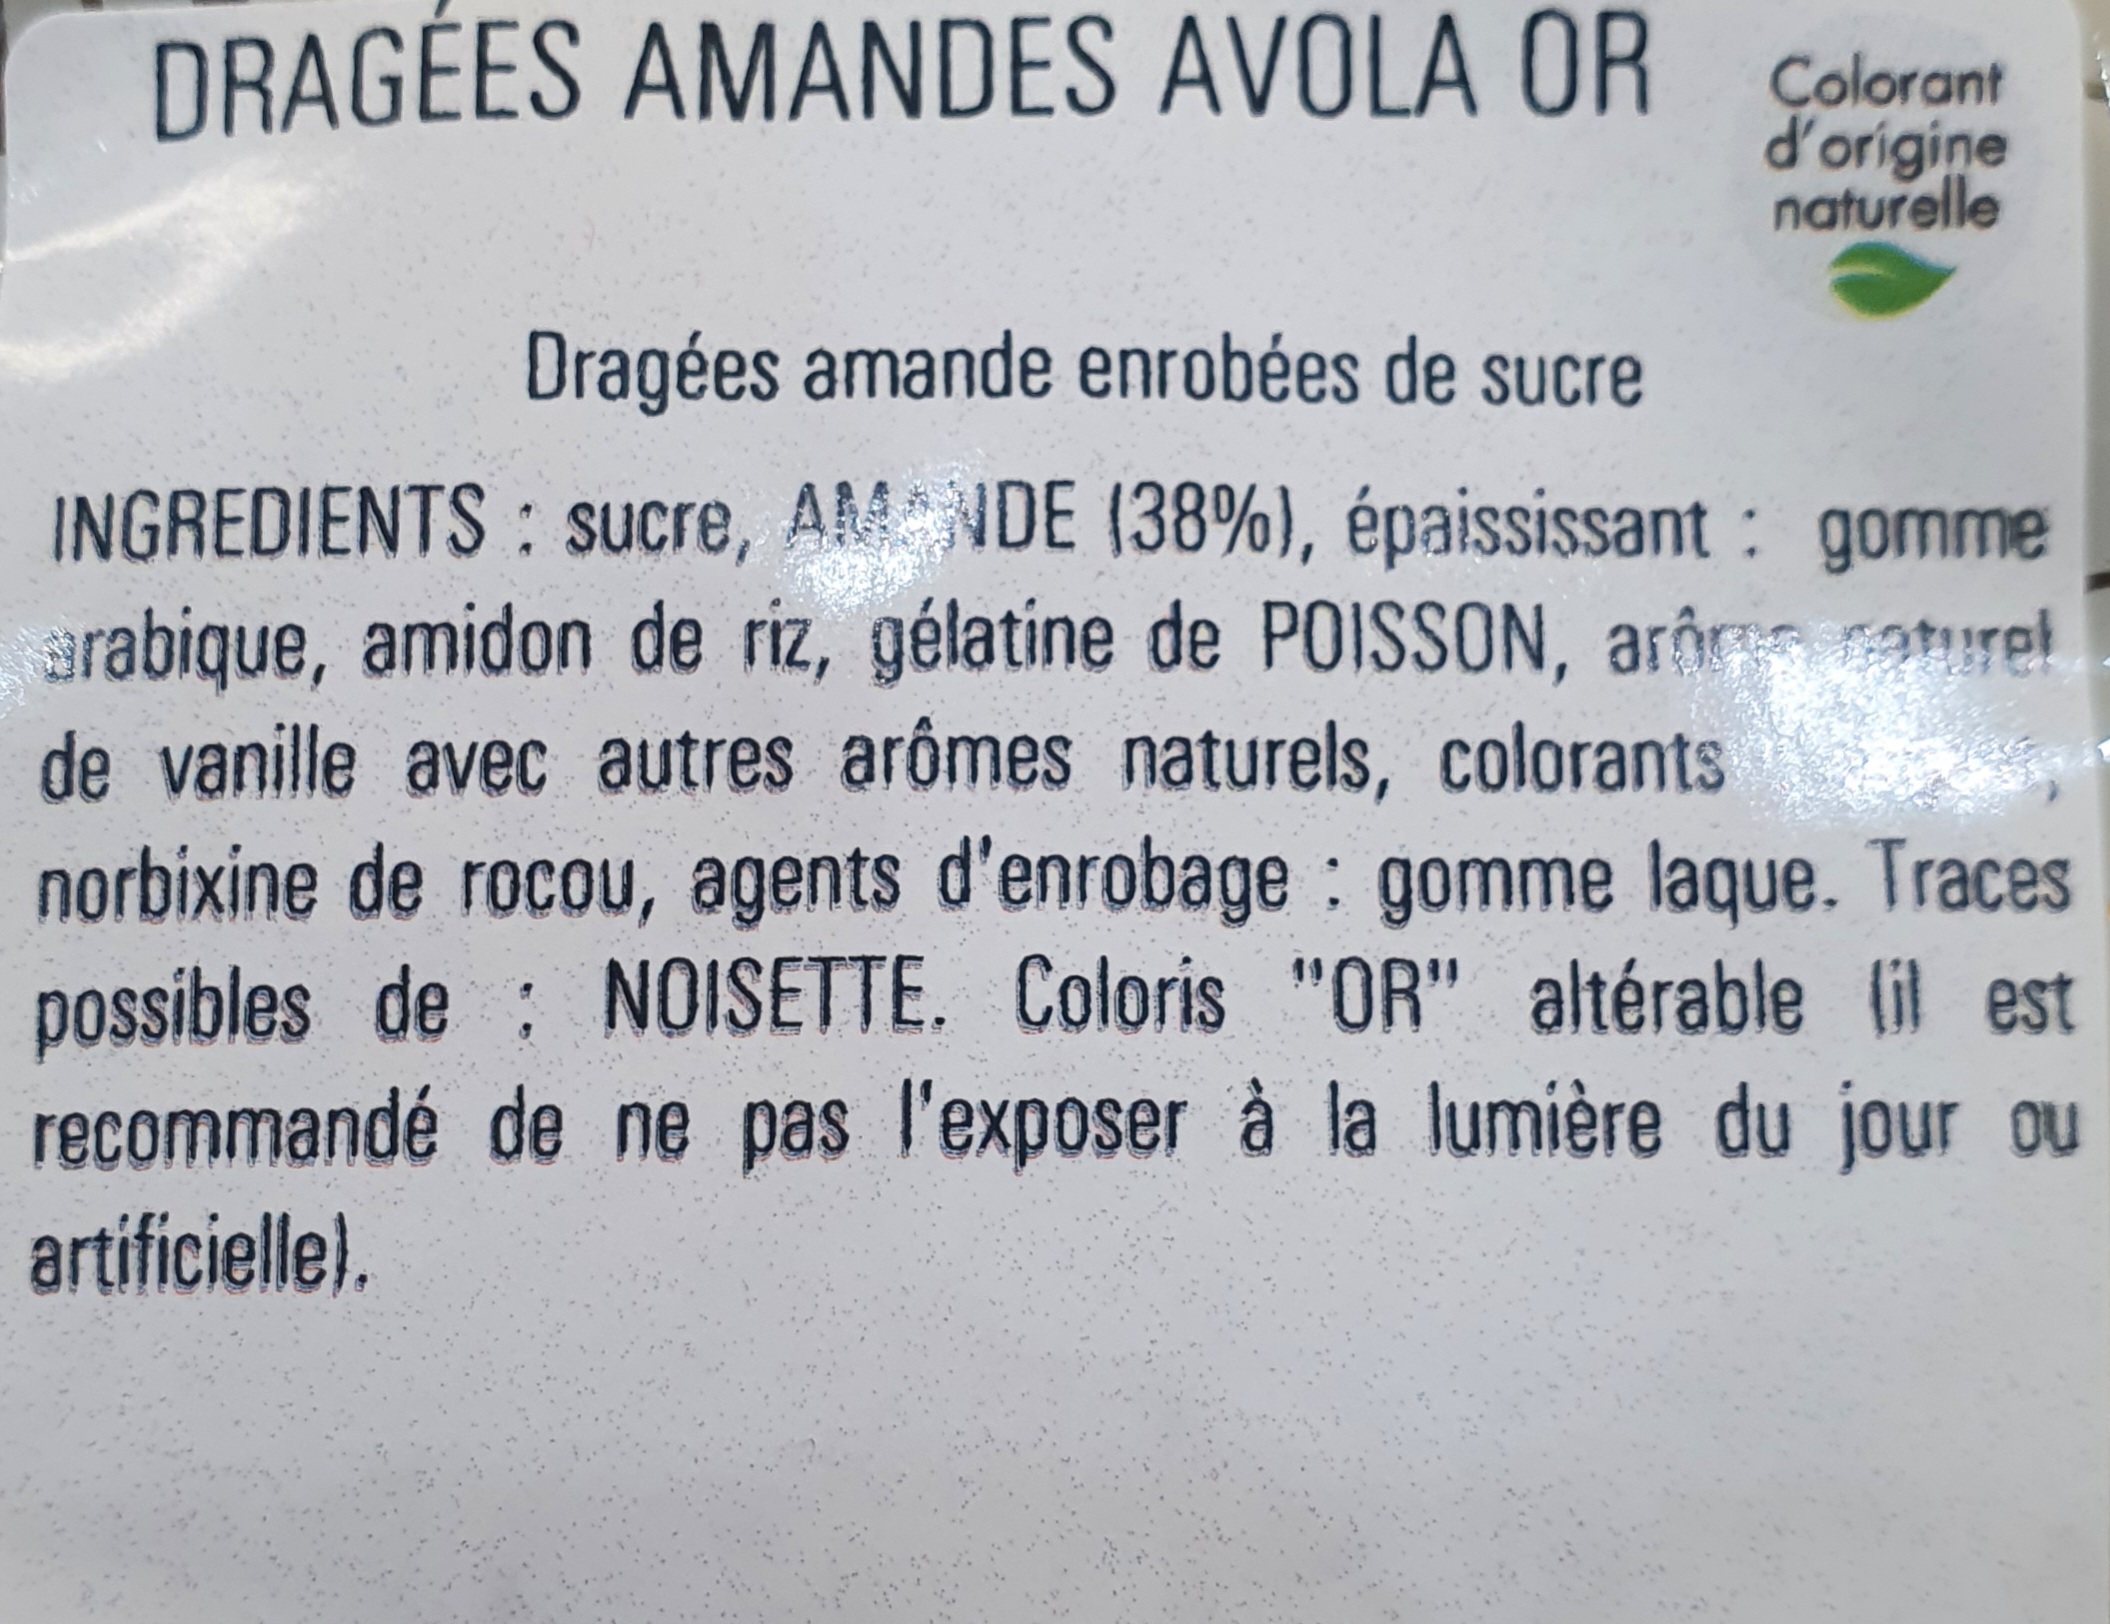 DRAGÉES AMANDES AVOLA OR
Colorant
d'origine
naturelle
Dragées amande enrobées de sucre
INGREDIENTS : sucre, AMANDE (38%), épaississant : gomme
arabique, amidon de riz, gélatine de POISSON, arôme naturel
de vanille avec autres arômes naturels, colorants
norbixine de rocou, agents d'enrobage : gomme laque. Traces
possibles de : NOISETTE. Coloris "OR" altérable (il est
recommandé de ne pas l'exposer à la lumière du jour ou
artificielle).